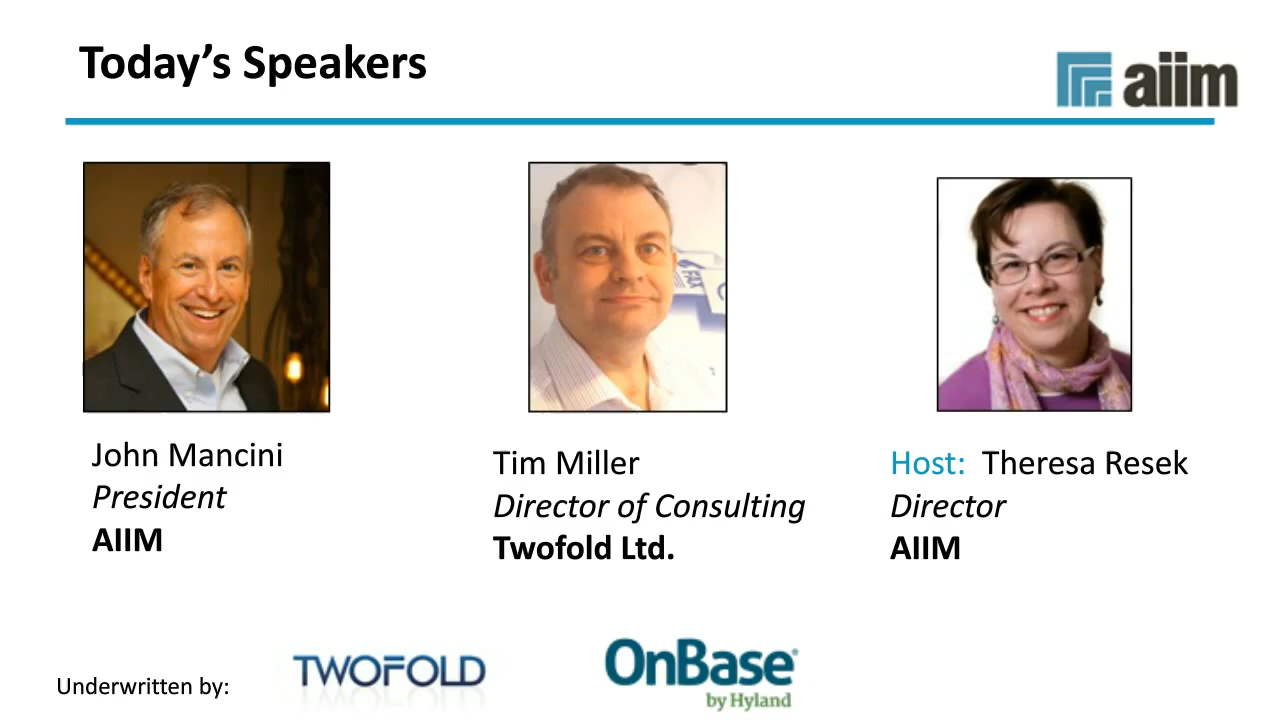 Today's Speakers
aiim
John Mancini
President
AIIM
Tim Miller
Director of Consulting
Twofold Ltd.
Host: Theresa Resek
Director
AIIM
Underwritten by:
TWOFOLD
OnBase
by Hyland